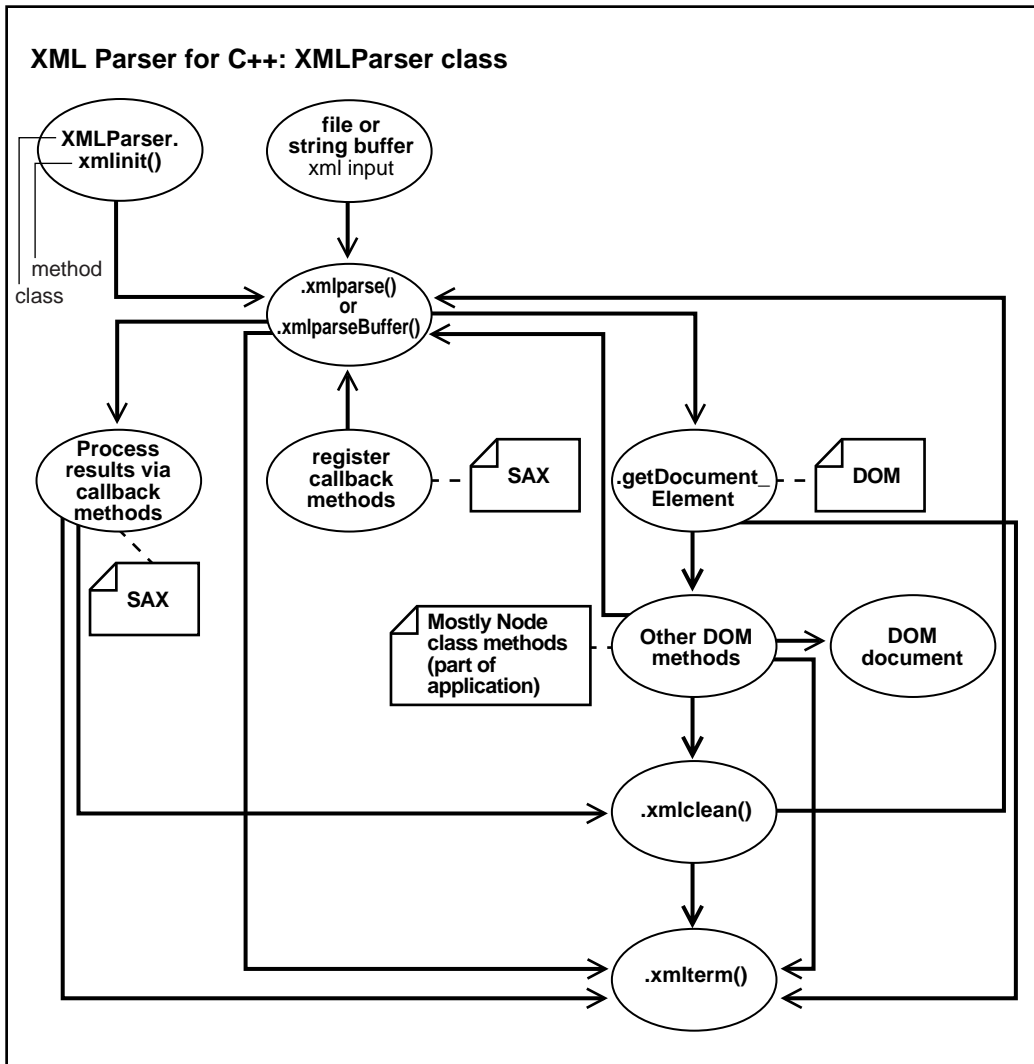 XML Parser for C++: XMLParser class
XMLParser.
xmlinit()
method
class
file or
string buffer
xml input
.xmlparse()
or
.xmlparseBuffer()
Process
results via
callback
methods
SAX
register
callback
methods
SAX
.getDocument_
Element
DOM
Mostly Node
class methods
(part of
application)
Other DOM
methods
DOM
document
.xmlclean()
.xmlterm()